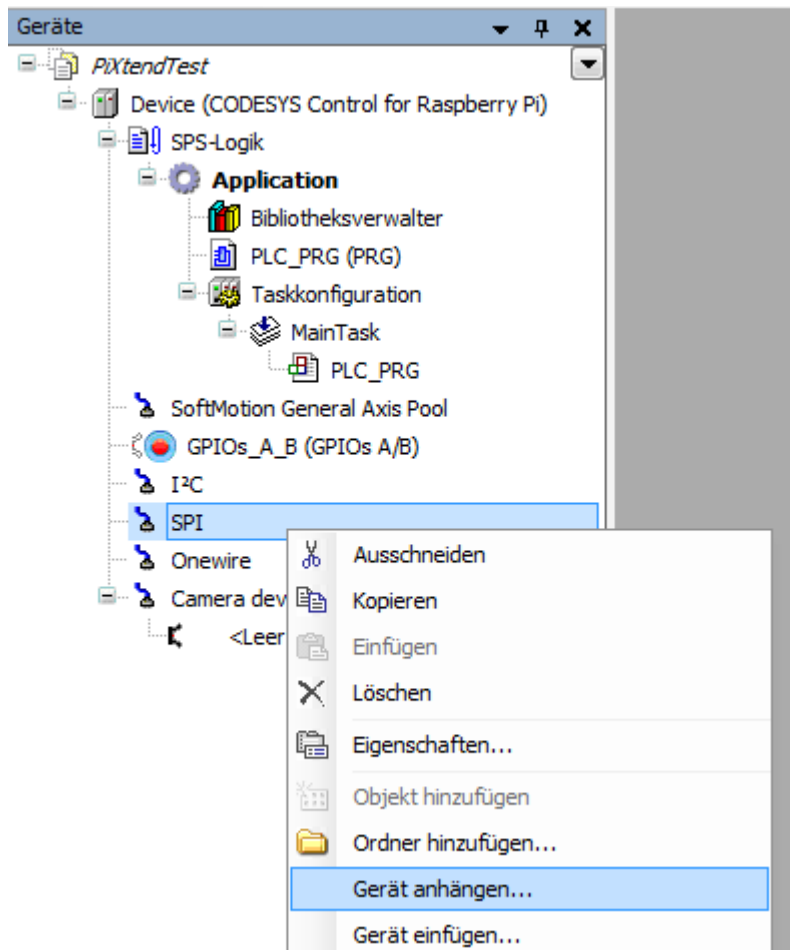 Geräte
PiXtendTest
Device (CODESYS Control for Raspberry Pi)
SPS-Logik
Application
Bibliotheksverwalter
PLC_PRG (PRG)
Taskkonfiguration
MainTask
PLC_PRG
SoftMotion General Axis Pool
GPIOs_A_B (GPIOs A/B)
I²C
SPI
Onewire
Camera dev
<Leer
Ausschneiden
Kopieren
Einfügen
Löschen
Eigenschaften...
Objekt hinzufügen
Ordner hinzufügen...
Gerät anhängen...
Gerät einfügen...